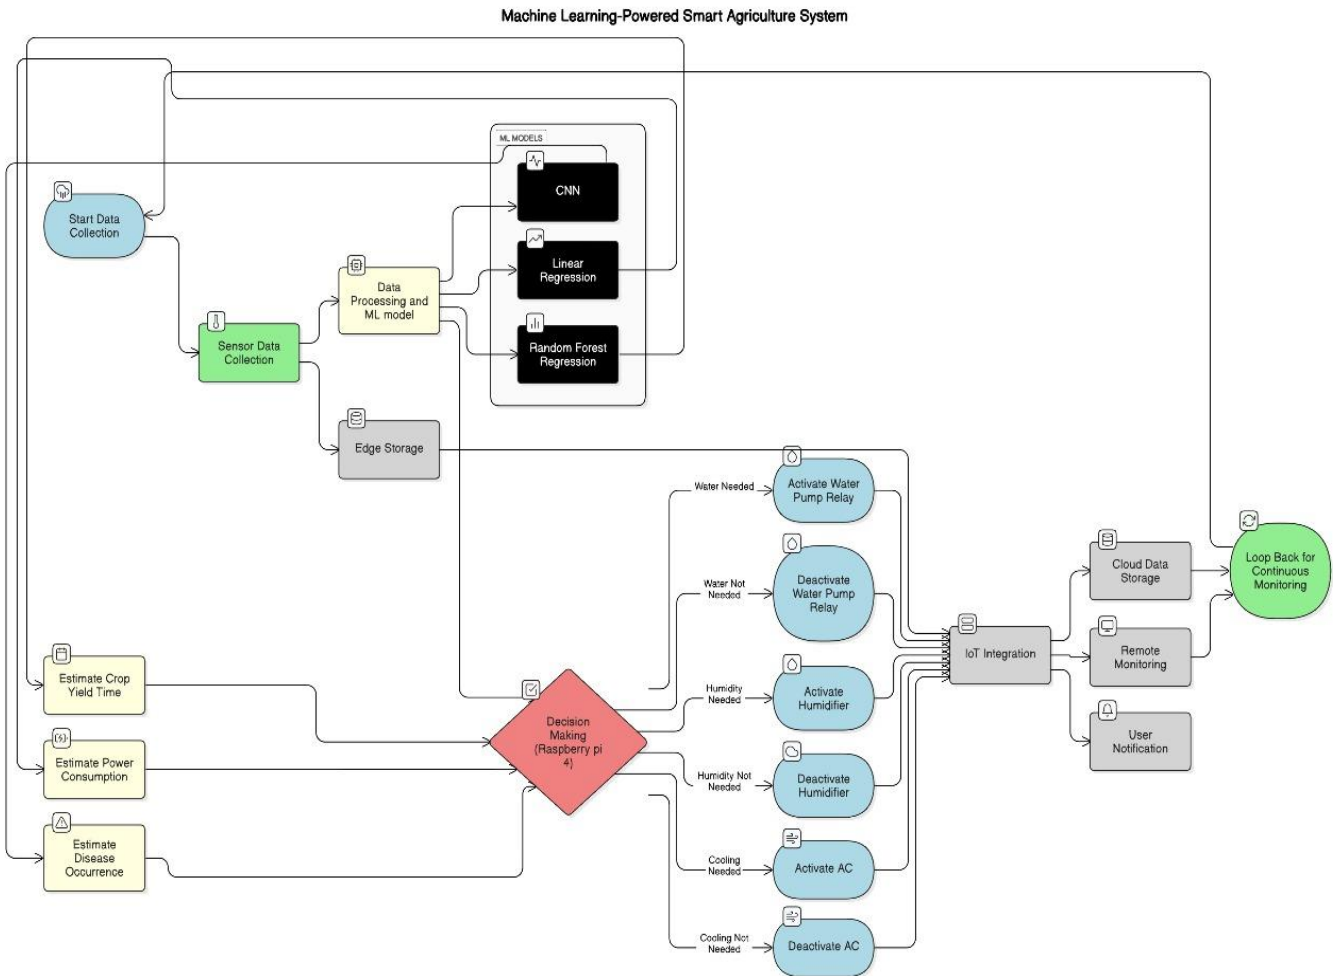 Machine Learning-Powered Smart Agriculture System
ML MODELS
CNN
Start Data
Collection
Linear
Regression
Data
Processing and
ML model
Sensor Data
Collection
Random Forest
Regression
Edge Storage
Water Needed
Activate Water
Pump Relay
Water Not
Needed
Deactivate
Water Pump
Relay
Cloud Data
Storage
Loop Back for
Continuous
Monitoring
IoT Integration
Remote
Monitoring
Estimate Crop
Yield Time
Humidity
Needed
Activate
Humidifier
Decision
Making
(Raspberry pi
4)
User
Notification
Estimate Power
Consumption
Humidity Not
Needed
Deactivate
Humidifier
Estimate
Disease
Occurrence
Cooling
Needed
Activate AC
Cooling Not
Needed
Deactivate AC